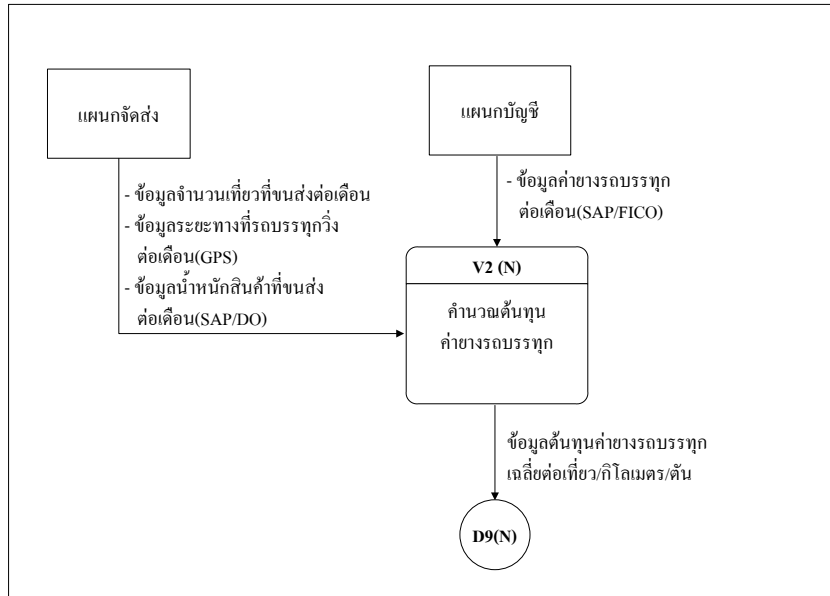 แผนกจัดส่ง
แผนกบัญชี
- ข้อมูลจำนวนเที่ยวที่ขนส่งต่อเดือน
- ข้อมูลระยะทางที่รถบรรทุกวิ่ง
ต่อเดือน(GPS)
- ข้อมูลน้ำหนักสินค้าที่ขนส่ง
ต่อเดือน(SAP/DO)
- ข้อมูลค่ายางรถบรรทุก
ต่อเดือน(SAP/FICO)
V2 (N)
คำนวณต้นทุน
ค่ายางรถบรรทุก
ข้อมูลต้นทุนค่ายางรถบรรทุก
เฉลี่ยต่อเที่ยว/กิโลเมตร/ตัน
D9(N)